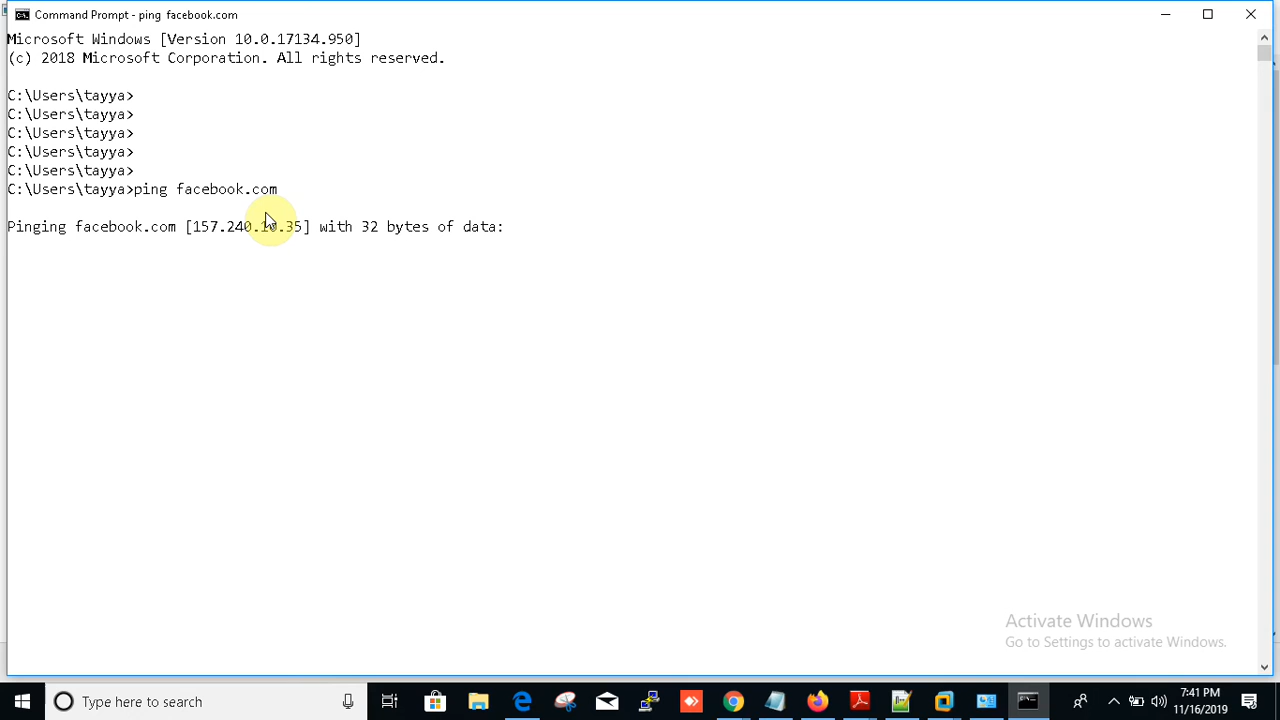 Command Prompt - ping facebook.com
Microsoft Windows [Version 10.0.17134.950]
(c) 2018 Microsoft Corporation. All rights reserved.
C:\Users\tayya>
C:\Users\tayya>
C:\Users\tayya>
C:\Users\tayya>
C:\Users\tayya>
C:\Users\tayya>ping facebook.com
Pinging facebook.com with 32 bytes of data:
Activate Windows
Go to Settings to activate Windows.
Type here to search
7:41 PM
11/16/2019